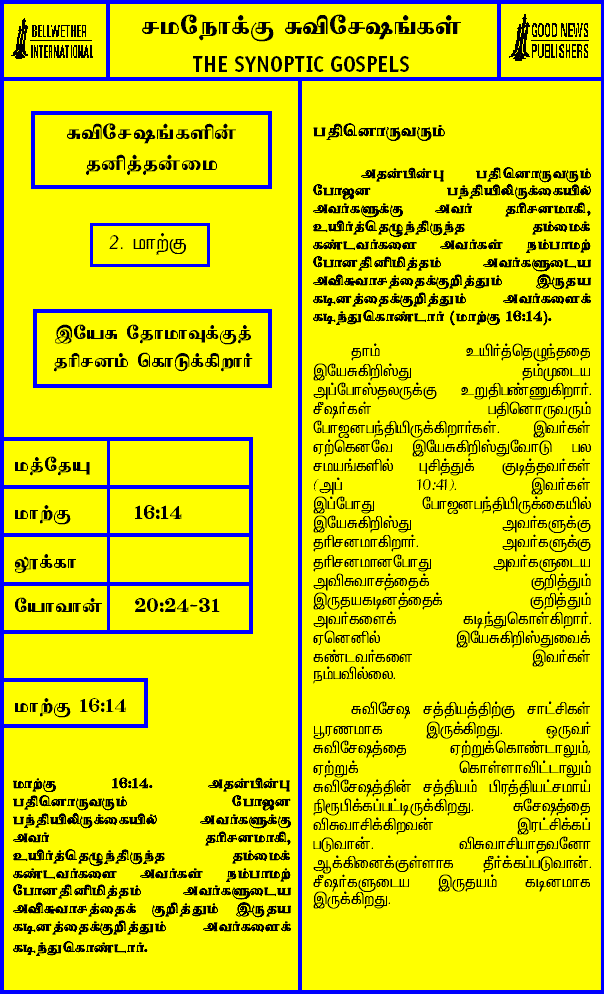 BELLWETHER
INTERNATIONAL
சமநோக்கு சுவிசேஷங்கள்
THE SYNOPTIC GOSPELS
GOOD NEWS
PUBLISHERS
சுவிசேஷங்களின்
தனித்தன்மை
2. மாற்கு
இயேசு தோமாவுக்குத்
தரிசனம் கொடுக்கிறார்
மத்தேயு
மாற்கு 16:14
லூக்கா
யோவான் 20:24-31
மாற்கு 16:14
மாற்கு 16:14. அதன்பின்பு
பதினொருவரும் போஜன
பந்தியிலிருக்கையில் அவர்களுக்கு
அவர் தரிசனமாகி,
உயிர்த்தெழுந்திருந்த தம்மைக்
கண்டவர்களை அவர்கள் நம்பாமற்
போனதினிமித்தம் அவர்களுடைய
அவிசுவாசத்தைக் குறித்தும் இருதய
கடினத்தைக்குறித்தும் அவர்களைக்
கடிந்துகொண்டார்.
பதினொருவரும்
அதன்பின்பு பதினொருவரும்
போஜன பந்தியிலிருக்கையில்
அவர்களுக்கு அவர் தரிசனமாகி,
உயிர்த்தெழுந்திருந்த தம்மைக்
கண்டவர்களை அவர்கள் நம்பாமற்
போனதினிமித்தம் அவர்களுடைய
அவிசுவாசத்தைக்குறித்தும் இருதய
கடினத்தைக்குறித்தும் அவர்களைக்
கடிந்துகொண்டார் (மாற்கு 16:14).
தாம் உயிர்த்தெழுந்ததை
இயேசுகிறிஸ்து தம்முடைய
அப்போஸ்தலருக்கு உறுதிபண்ணுகிறார்.
சீஷர்கள் பதினொருவரும்
போஜனபந்தியிருக்கிறார்கள். இவர்கள்
ஏற்கெனவே இயேசுகிறிஸ்துவோடு பல
சமயங்களில் புசித்துக் குடித்தவர்கள்
(அப் 10:41). இவர்கள்
இப்போது போஜனபந்தியிருக்கையில்
இயேசுகிறிஸ்து அவர்களுக்கு
தரிசனமாகிறார். அவர்களுக்கு
தரிசனமானபோது அவர்களுடைய
அவிசுவாசத்தைக் குறித்தும்
இருதயகடினத்தைக் குறித்தும்
அவர்களைக் கடிந்துகொள்கிறார்.
ஏனெனில் இயேசுகிறிஸ்துவைக்
கண்டவர்களை இவர்கள்
நம்பவில்லை.
சுவிசேஷ சத்தியத்திற்கு சாட்சிகள்
பூரணமாக இருக்கிறது. ஒருவர்
சுவிசேஷத்தை ஏற்றுக்கொண்டாலும்,
ஏற்றுக் கொள்ளாவிட்டாலும்
சுவிசேஷத்தின் சத்தியம் பிரத்தியட்சமாய்
நிரூபிக்கப்பட்டிருக்கிறது. சுசேஷத்தை
விசுவாசிக்கிறவன் இரட்சிக்கப்
படுவான். விசுவாசியாதவனோ
ஆக்கினைக்குள்ளாக தீர்க்கப்படுவான்.
சீஷர்களுடைய இருதயம் கடினமாக
இருக்கிறது.